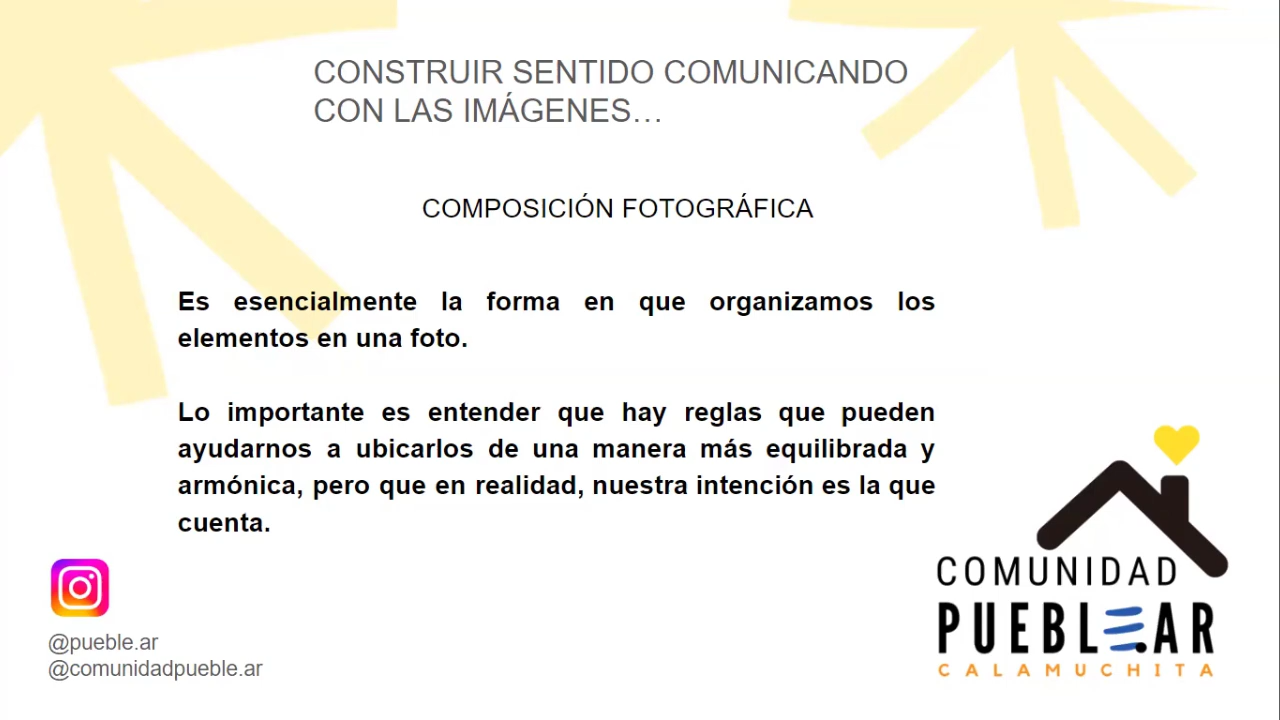 CONSTRUIR SENTIDO COMUNICANDO
CON LAS IMÁGENES...
COMPOSICIÓN FOTOGRÁFICA
Es esencialmente la forma en que organizamos los
elementos en una foto.
Lo importante es entender que hay reglas que pueden
ayudarnos a ubicarlos de una manera más equilibrada y
armónica, pero que en realidad, nuestra intención es la que
cuenta.
@pueble.ar
@comunidadpueble.ar
COMUNIDAD
PUEBLE.AR
CALAMUCHITA